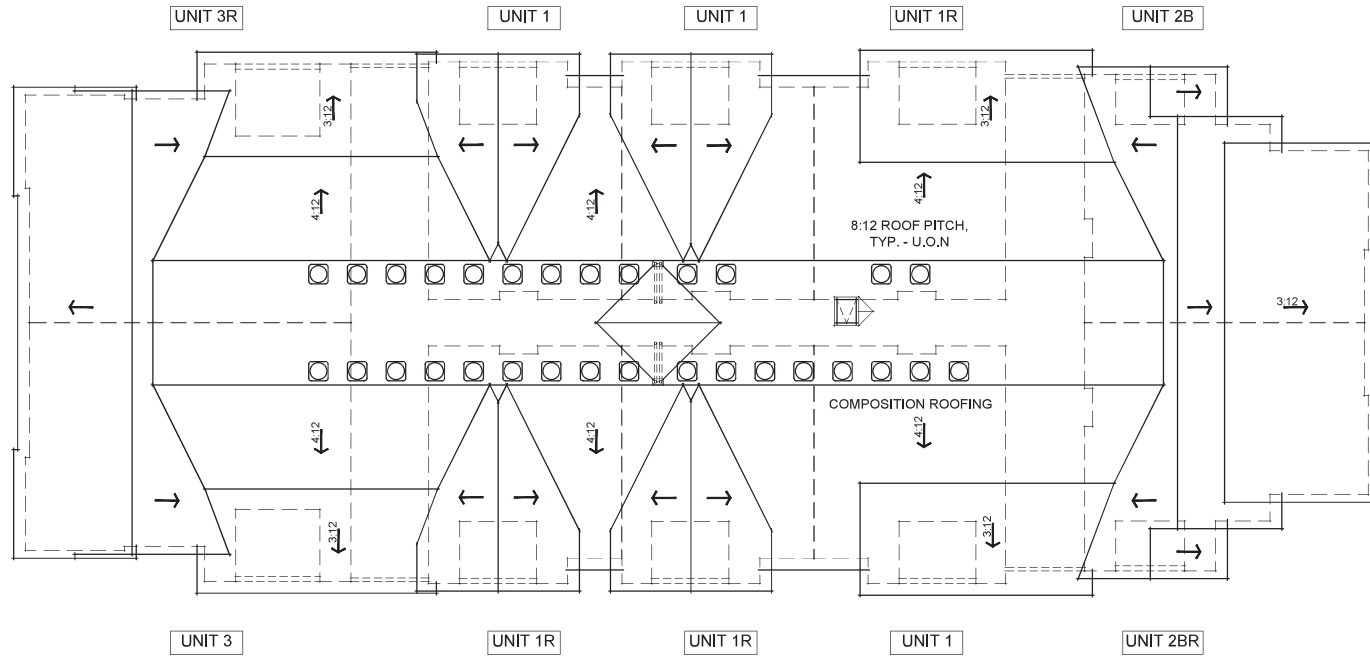 UNIT 3R
UNIT 1
UNIT 1
UNIT 1R
UNIT 2B
3:12
3:12
4:12
4:12
4:12
8:12 ROOF PITCH,
TYP. - U.O.N
3:12
COMPOSITION ROOFING
4:12
4:12
4:12
3:12
3:12
UNIT 3
UNIT 1R
UNIT 1R
UNIT 1
UNIT 2BR